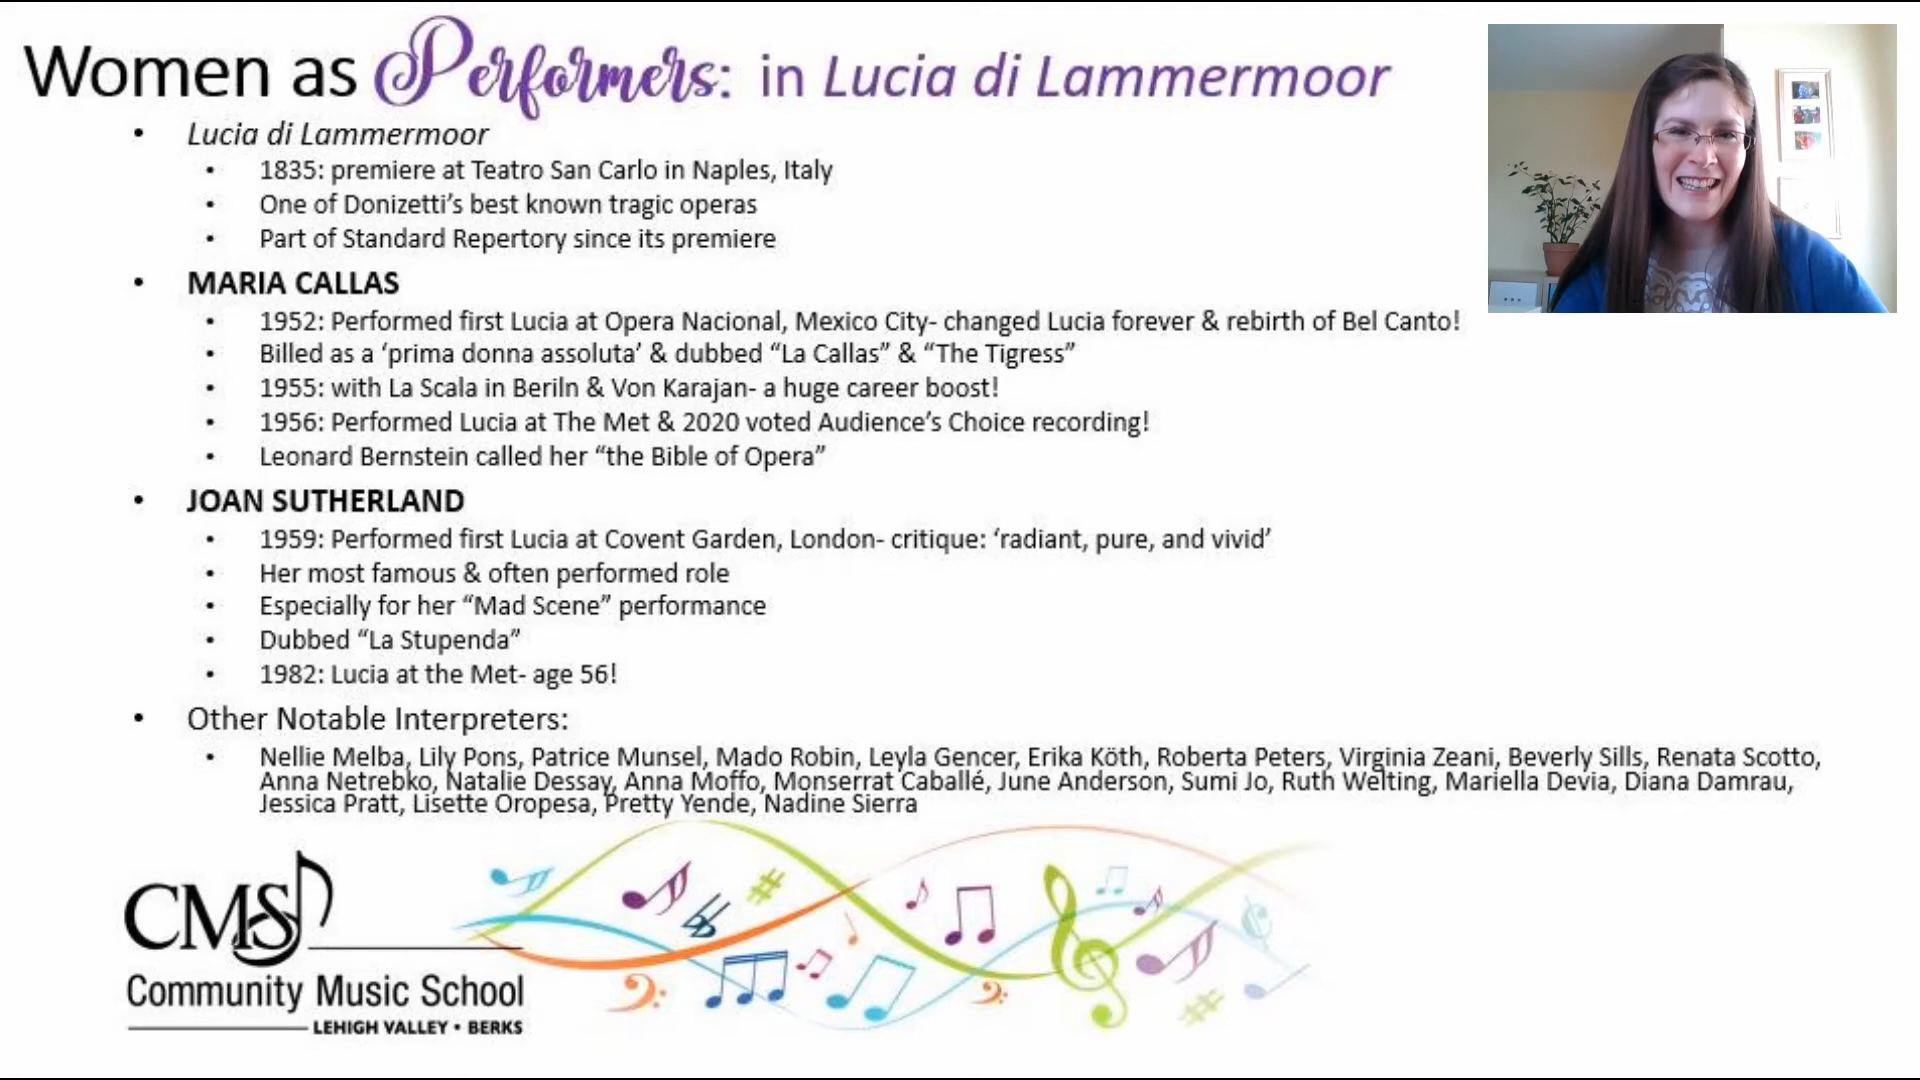 Women as Performers: in Lucia di Lammermoor
• Lucia di Lammermoor
• 1835: premiere at Teatro San Carlo in Naples, Italy
• One of Donizetti’s best known tragic operas
• Part of Standard Repertory since its premiere
• MARIA CALLAS
• 1952: Performed first Lucia at Opera Nacional, Mexico City- changed Lucia forever & rebirth of Bel Canto!
• Billed as a ‘prima donna assoluta’ & dubbed “La Callas” & “The Tigress”
• 1955: with La Scala in Beriln & Von Karajan- a huge career boost!
• 1956: Performed Lucia at The Met & 2020 voted Audience’s Choice recording!
• Leonard Bernstein called her “the Bible of Opera”
• JOAN SUTHERLAND
• 1959: Performed first Lucia at Covent Garden, London- critique: ‘radiant, pure, and vivid’
• Her most famous & often performed role
• Especially for her “Mad Scene” performance
• Dubbed “La Stupenda”
• 1982: Lucia at the Met- age 56!
• Other Notable Interpreters:
• Nellie Melba, Lily Pons, Patrice Munsel, Mado Robin, Leyla Gencer, Erika Köth, Roberta Peters, Virginia Zeani, Beverly Sills, Renata Scotto,
Anna Netrebko, Natalie Dessay, Anna Moffo, Monserrat Caballé, June Anderson, Sumi Jo, Ruth Welting, Mariella Devia, Diana Damrau,
Jessica Pratt, Lisette Oropesa, Pretty Yende, Nadine Sierra
CMS
Community Music School
LEHIGH VALLEY • BERKS